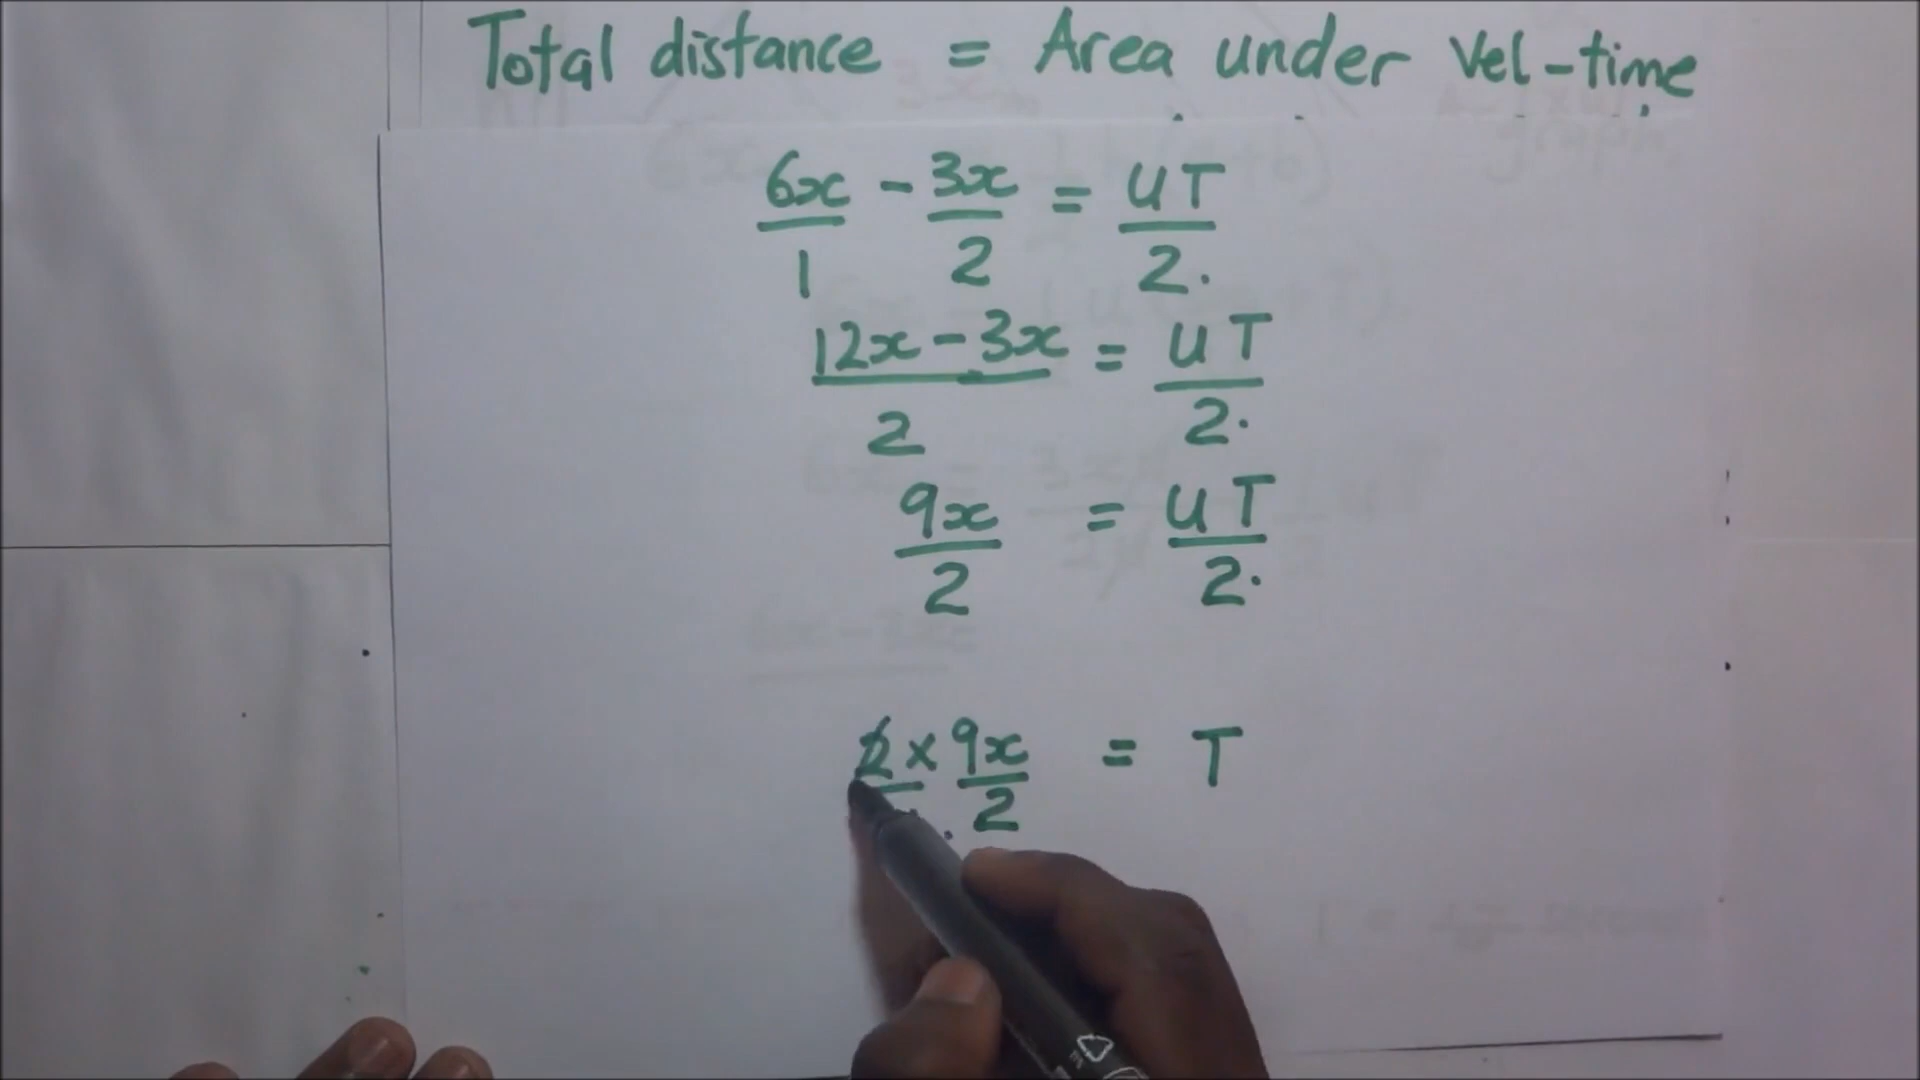 Total distance = Area under Vel-time
6x/1 - 3x/2 = UT/2.
12x - 3x/2 = UT/2.
9x/2 = UT/2.
2 x 9x/2 = T